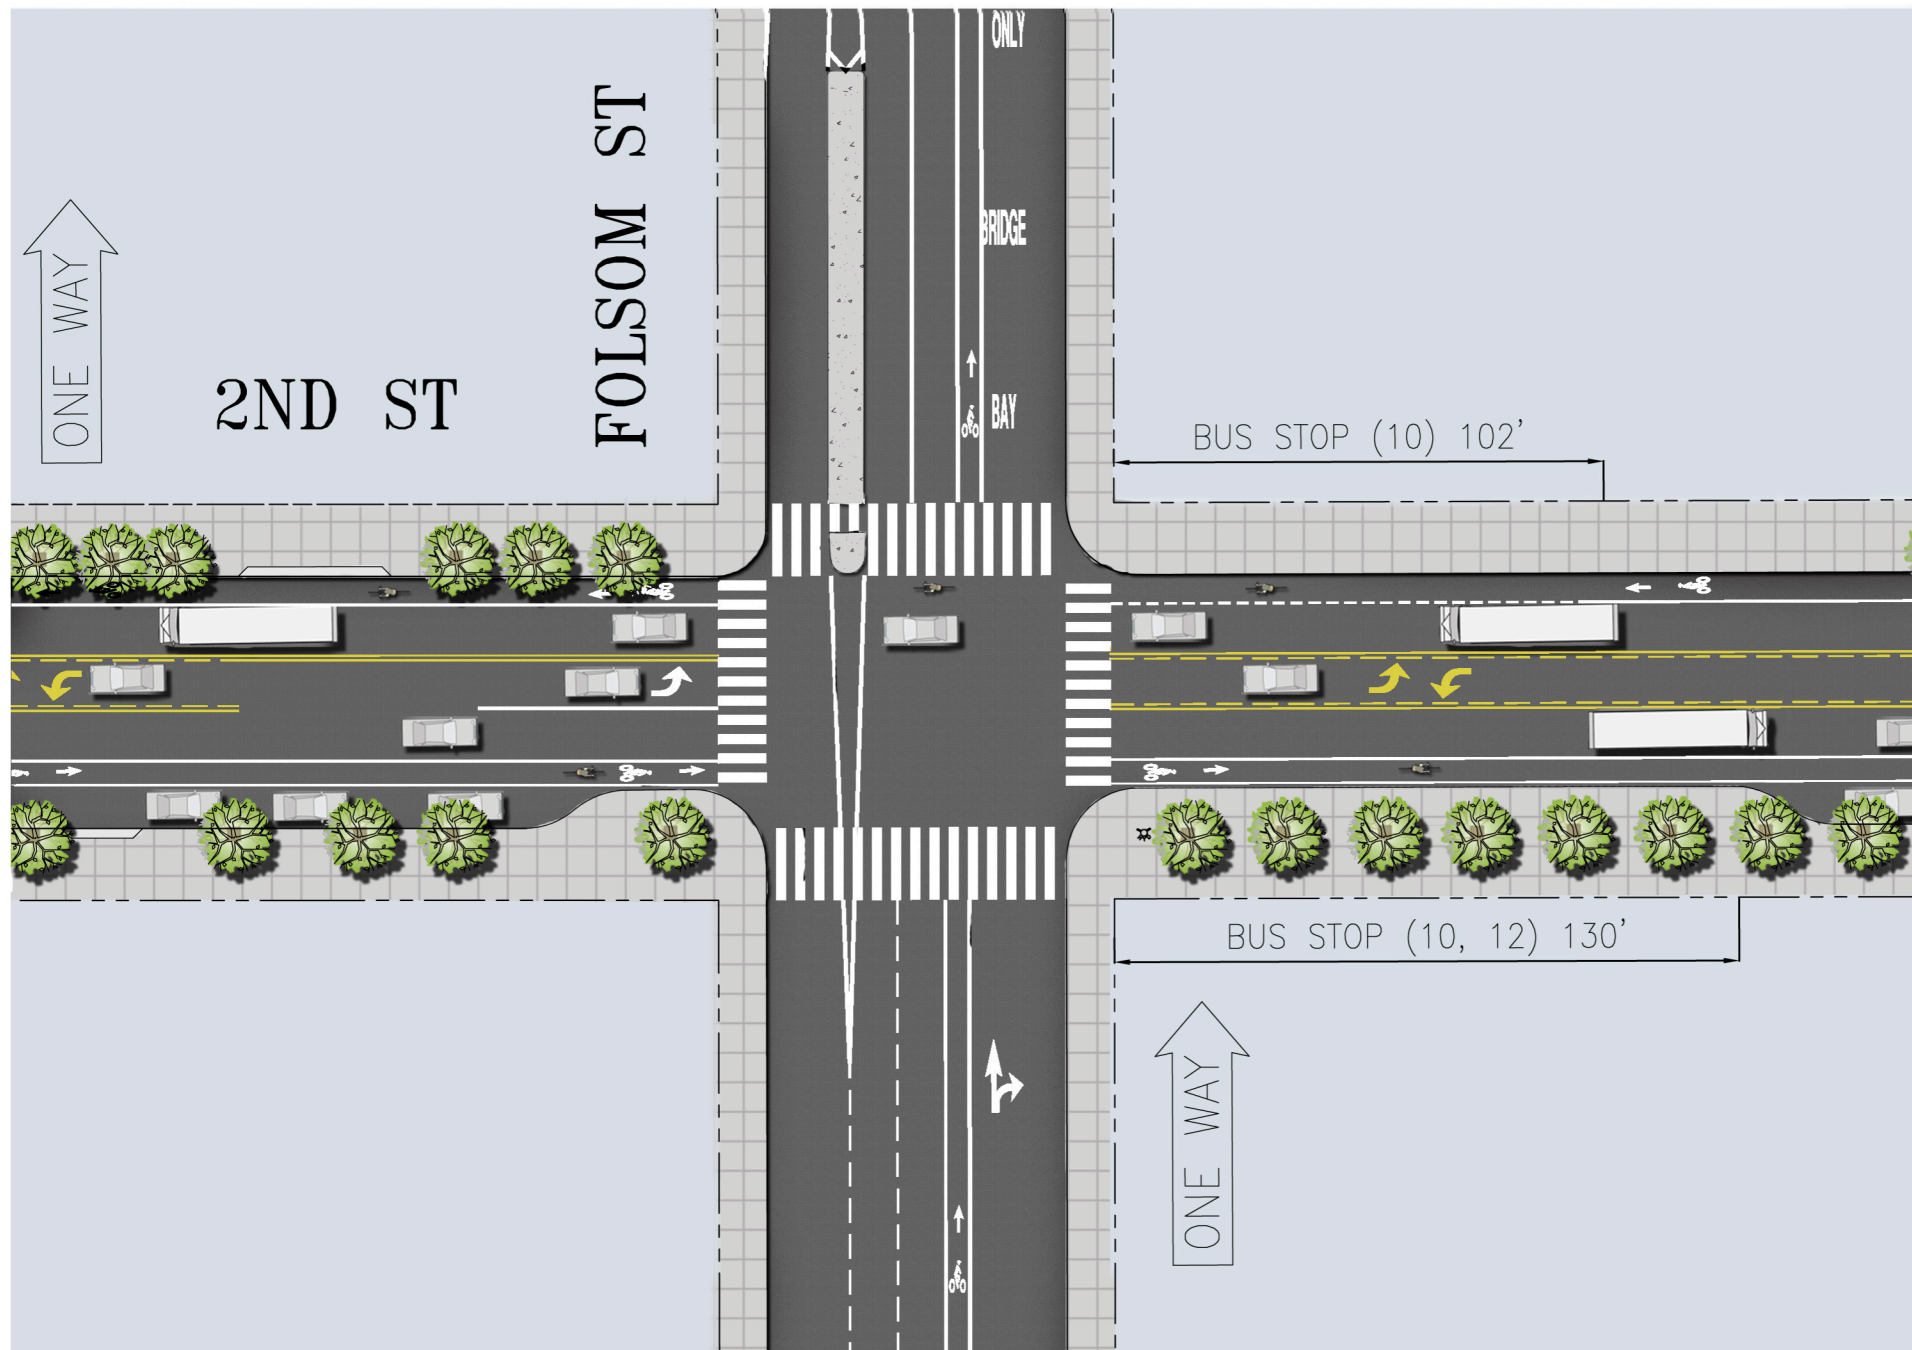 ONLY
FOLSOM ST
BRIDGE
ONE WAY
2ND ST
BAY
BUS STOP (10) 102'
BUS STOP (10, 12) 130'
ONE WAY